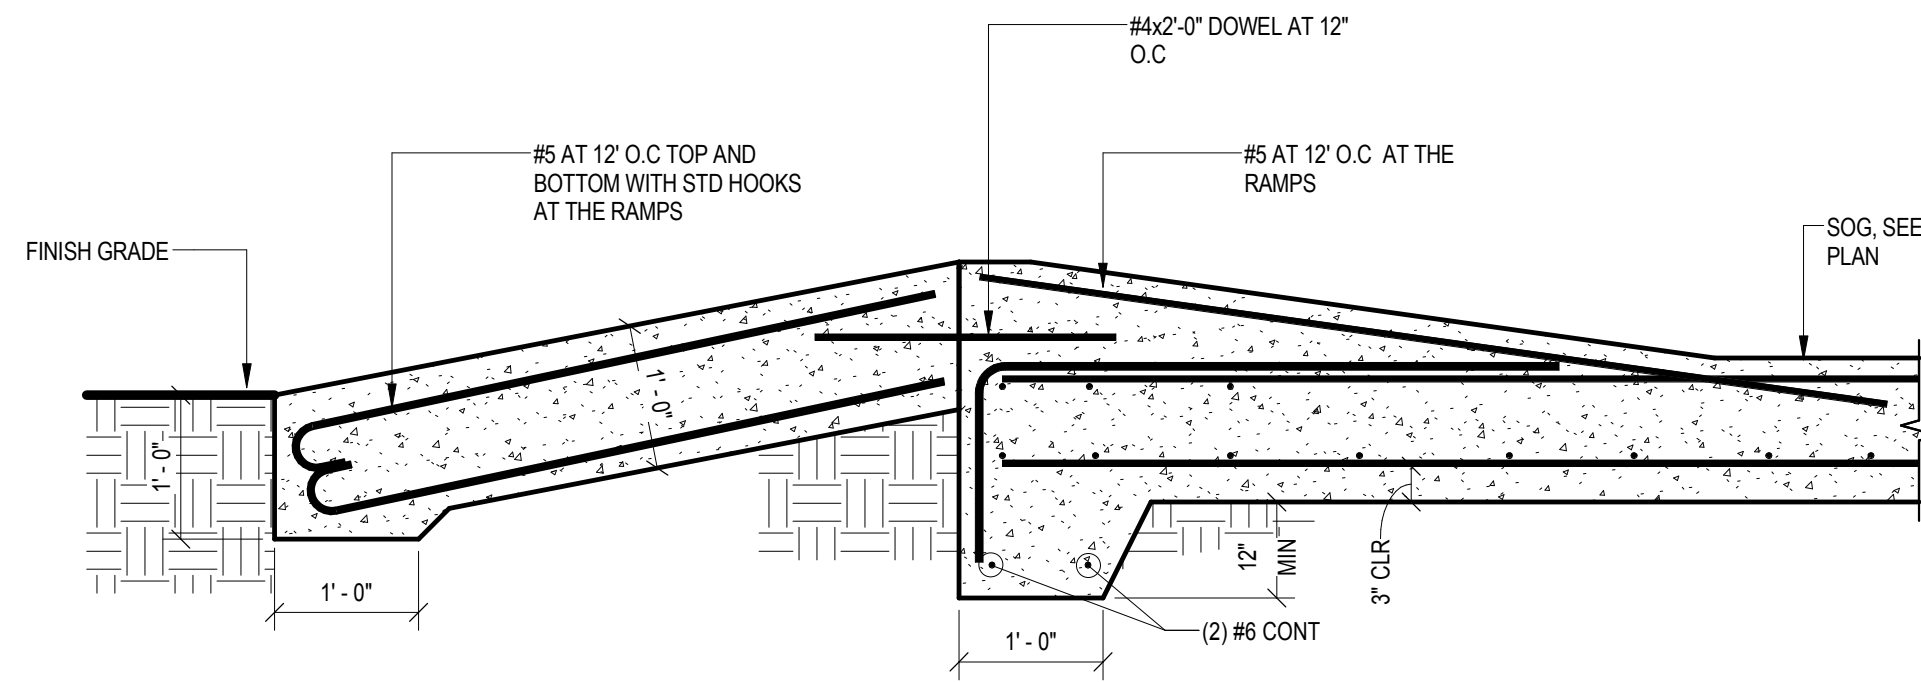 #4x2'-0" DOWEL AT 12"
O.C
#5 AT 12' O.C TOP AND
BOTTOM WITH STD HOOKS
AT THE RAMPS
#5 AT 12' O.C  AT THE
RAMPS
FINISH GRADE
SOG, SEE
PLAN
1' - 0"
1' - 0"
1' - 0"
1' - 0"
12"
MIN
3" CLR
(2) #6 CONT